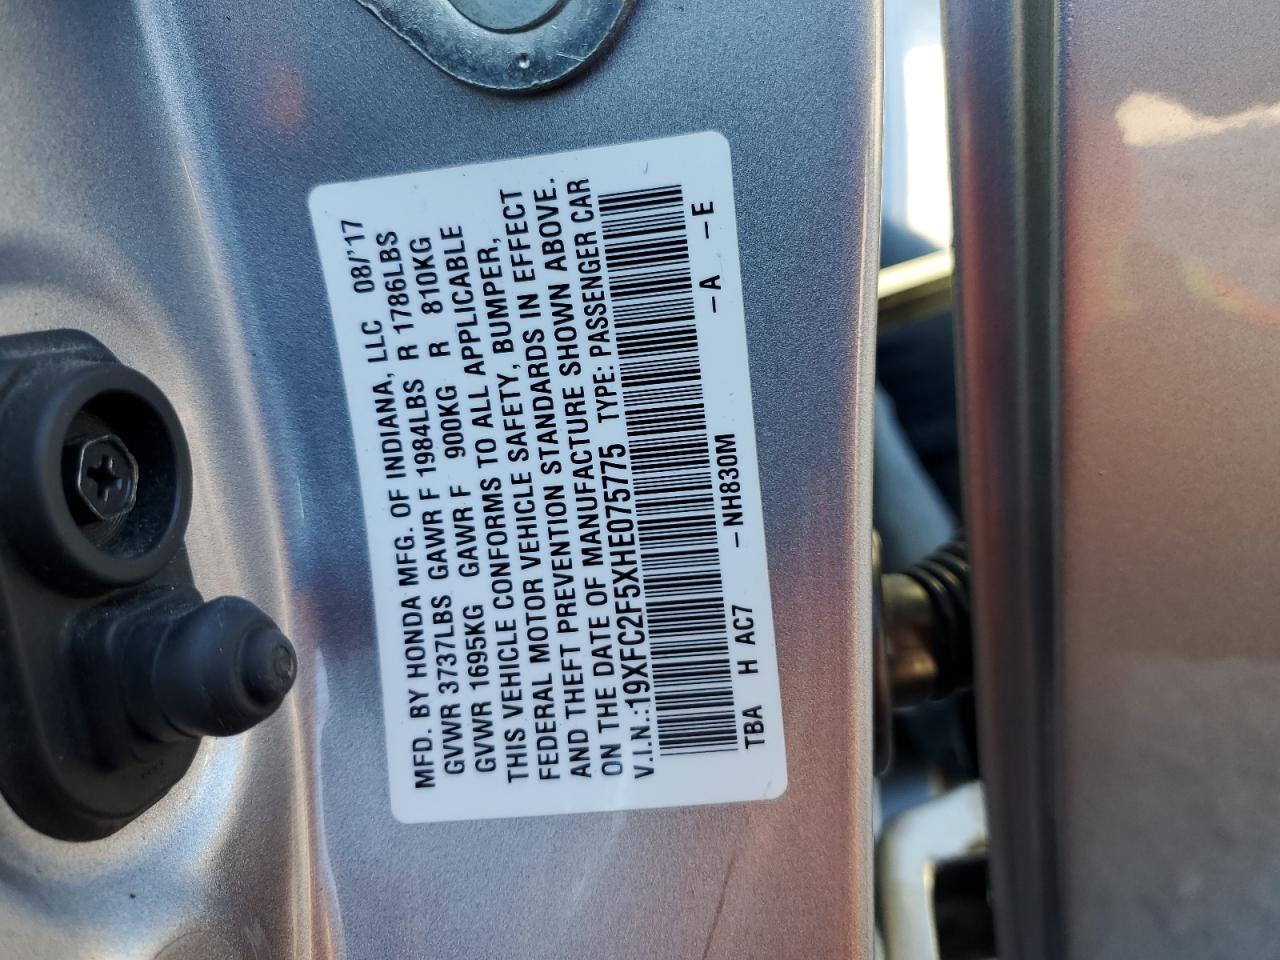 MFD. BY HONDA MFG. OF INDIANA, LLC 08/'17
GVWR 3737LBS GAWR F 1984LBS R 1786LBS
GVWR 1695KG GAWR F 900KG R 810KG
THIS VEHICLE CONFORMS TO ALL APPLICABLE
FEDERAL MOTOR VEHICLE SAFETY, BUMPER,
AND THEFT PREVENTION STANDARDS IN EFFECT
ON THE DATE OF MANUFACTURE SHOWN ABOVE.
V.I.N.:19XFC2F5XHE075775 TYPE: PASSENGER CAR
TBA H AC7 -NH830M -A -E